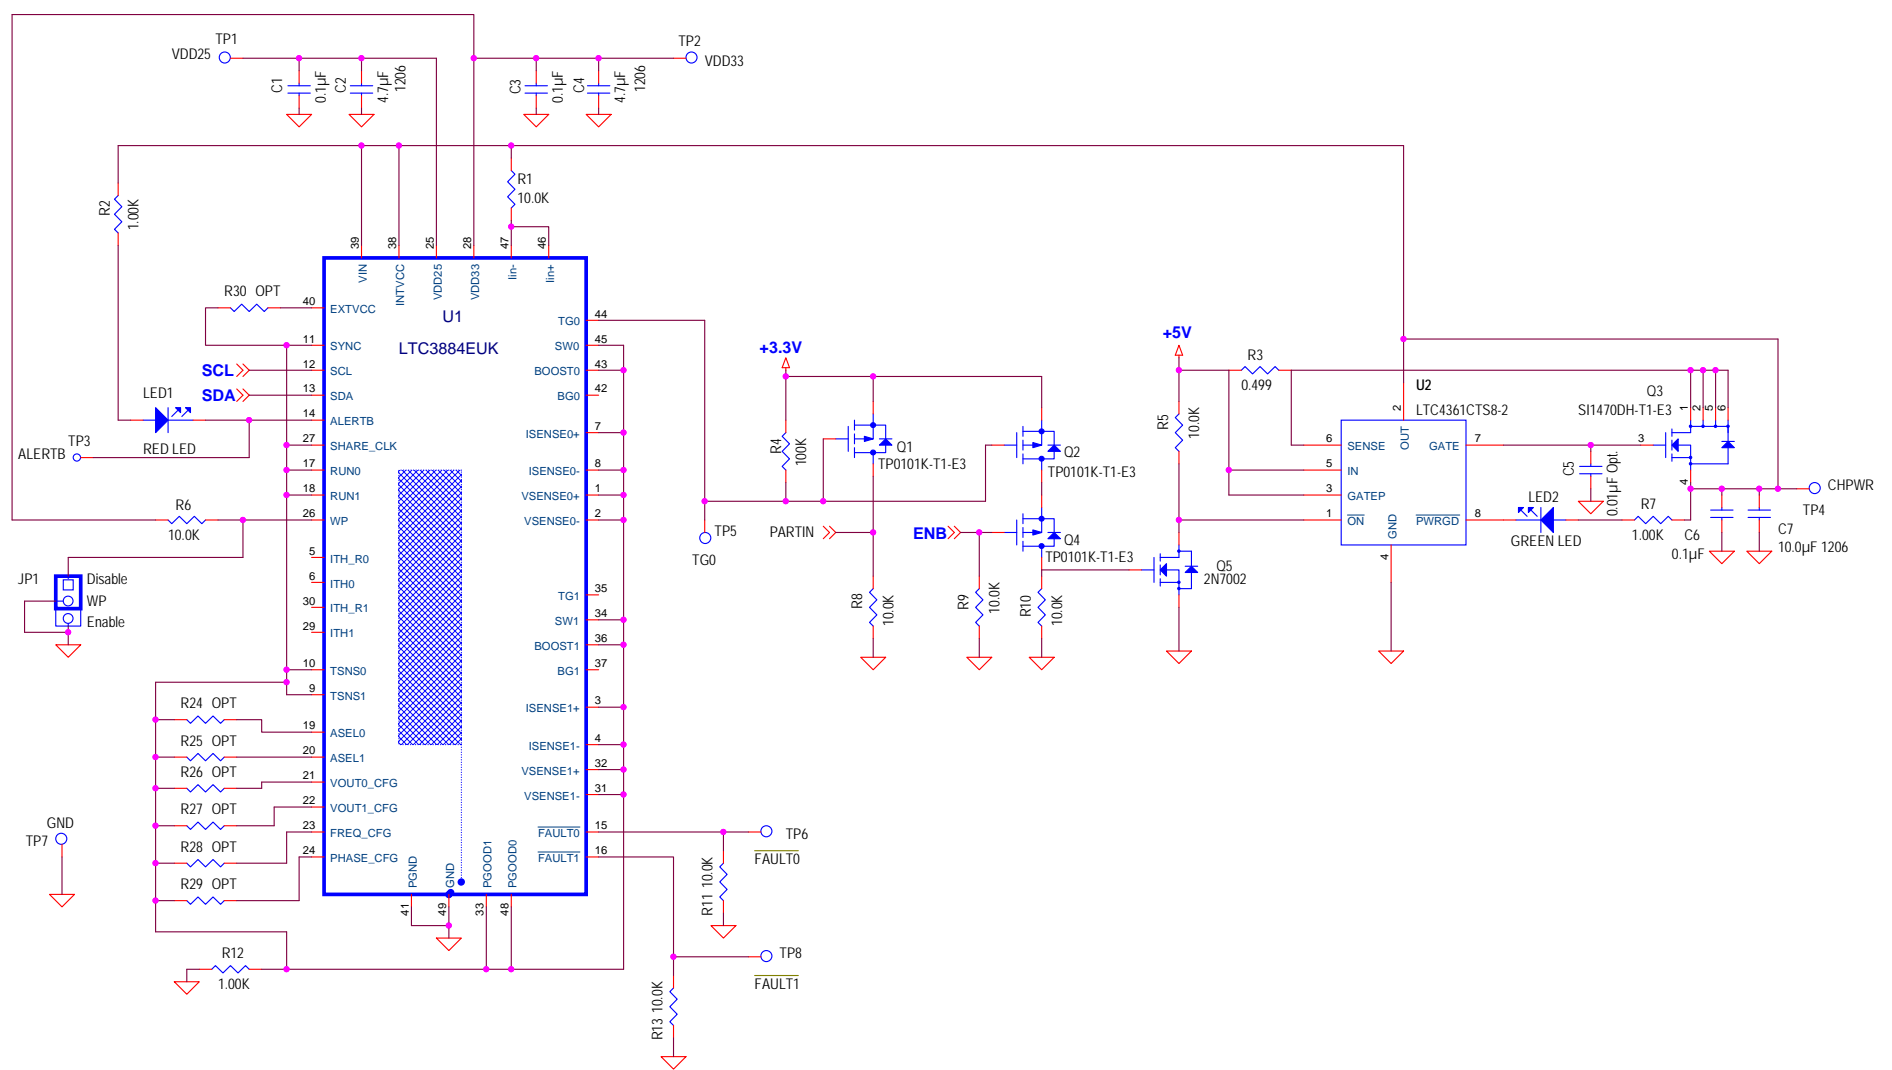 TP1
VDD25
C1
0.1µF
C2
4.7µF
1206
TP2
VDD33
C3
0.1µF
C4
4.7µF
1206
R2
1.00K
R1
10.0K
39
38
25
28
47
46
VIN
INTVCC
VDD25
VDD33
Iin-
Iin+
U1
LTC3884EUK
R30 OPT
40 EXTVCC
11 SYNC
SCL
12 SCL
SDA
13 SDA
LED1
RED LED
14 ALERTB
TP3
ALERTB
27 SHARE_CLK
17 RUN0
18 RUN1
R6
10.0K
26 WP
5 ITH_R0
6 ITH0
30 ITH_R1
29 ITH1
JP1
Disable
WP
Enable
10 TSNS0
9 TSNS1
R24 OPT
19 ASEL0
R25 OPT
20 ASEL1
R26 OPT
21 VOUT0_CFG
R27 OPT
22 VOUT1_CFG
R28 OPT
23 FREQ_CFG
R29 OPT
24 PHASE_CFG
GND
TP7
R12
1.00K
PGND
GND
PGOOD1
PGOOD0
41
49
33
48
TG0 44
SW0 45
BOOST0 43
BG0 42
ISENSE0+ 7
ISENSE0- 8
VSENSE0+ 1
VSENSE0- 2
TG1 35
SW1 34
BOOST1 36
BG1 37
ISENSE1+ 3
ISENSE1- 4
VSENSE1+ 32
VSENSE1- 31
FAULT0 15
FAULT1 16
TP6
FAULT0
R11 10.0K
TP8
FAULT1
R13 10.0K
+3.3V
R4
100K
Q1
TP0101K-T1-E3
Q2
TP0101K-T1-E3
TP5
TG0
PARTIN
ENB
Q4
TP0101K-T1-E3
R8
10.0K
R9
10.0K
R10
10.0K
+5V
R5
10.0K
Q5
2N7002
R3
0.499
U2
LTC4361CTS8-2
2
OUT
6 SENSE
5 IN
3 GATEP
1 ON
GATE 7
PWRGD 8
GND
4
Q3
SI1470DH-T1-E3
1
2
5
6
3
4
C5
0.01µF Opt.
LED2
GREEN LED
R7
1.00K
C6
0.1µF
C7
10.0µF 1206
CHPWR
TP4